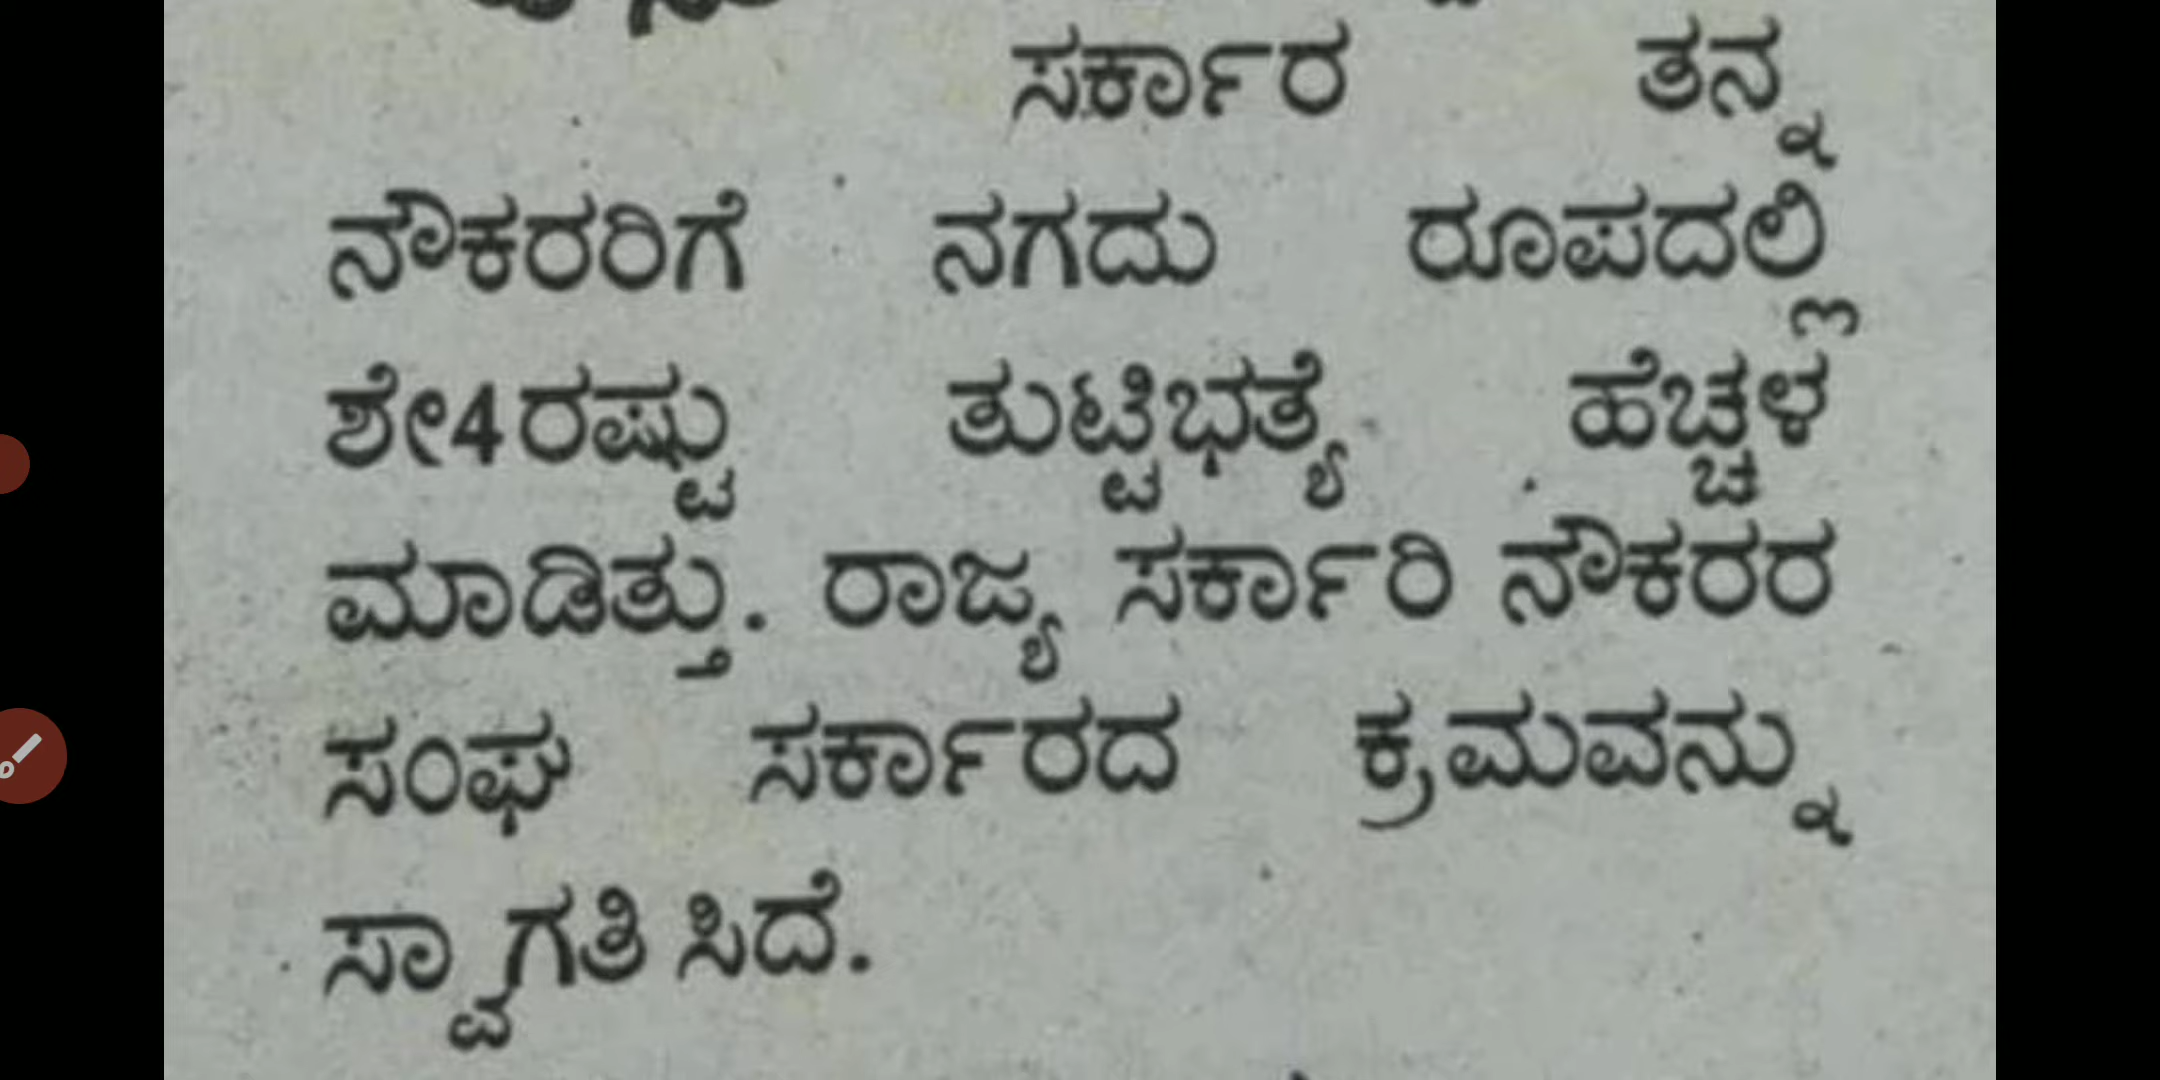 ಸರ್ಕಾರ ತನ್ನ
ನೌಕರರಿಗೆ ನಗದು ರೂಪದಲ್ಲಿ
ಶೇ4ರಷ್ಟು ತುಟ್ಟಿಭತ್ಯೆ ಹೆಚ್ಚಳ
ಮಾಡಿತ್ತು. ರಾಜ್ಯ ಸರ್ಕಾರಿ ನೌಕರರ
ಸಂಘ ಸರ್ಕಾರದ ಕ್ರಮವನ್ನು
ಸ್ವಾಗತಿಸಿದೆ.